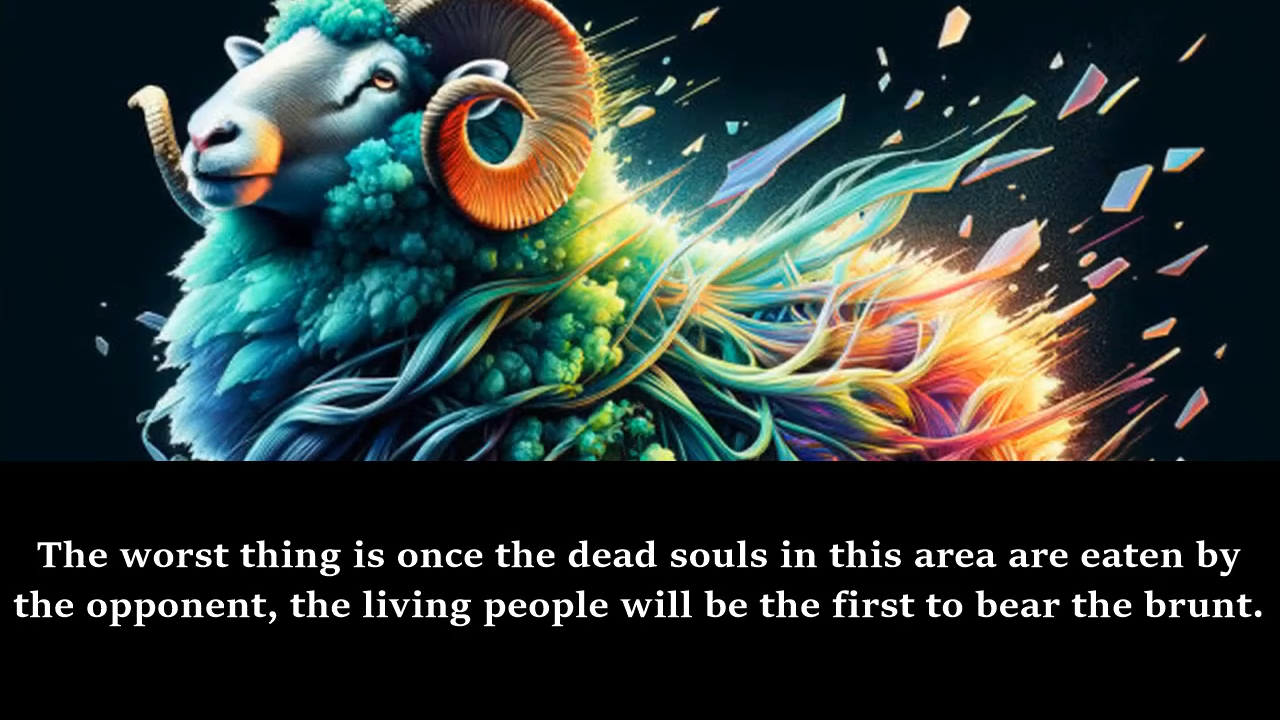 The worst thing is once the dead souls in this area are eaten by
the opponent, the living people will be the first to bear the brunt.